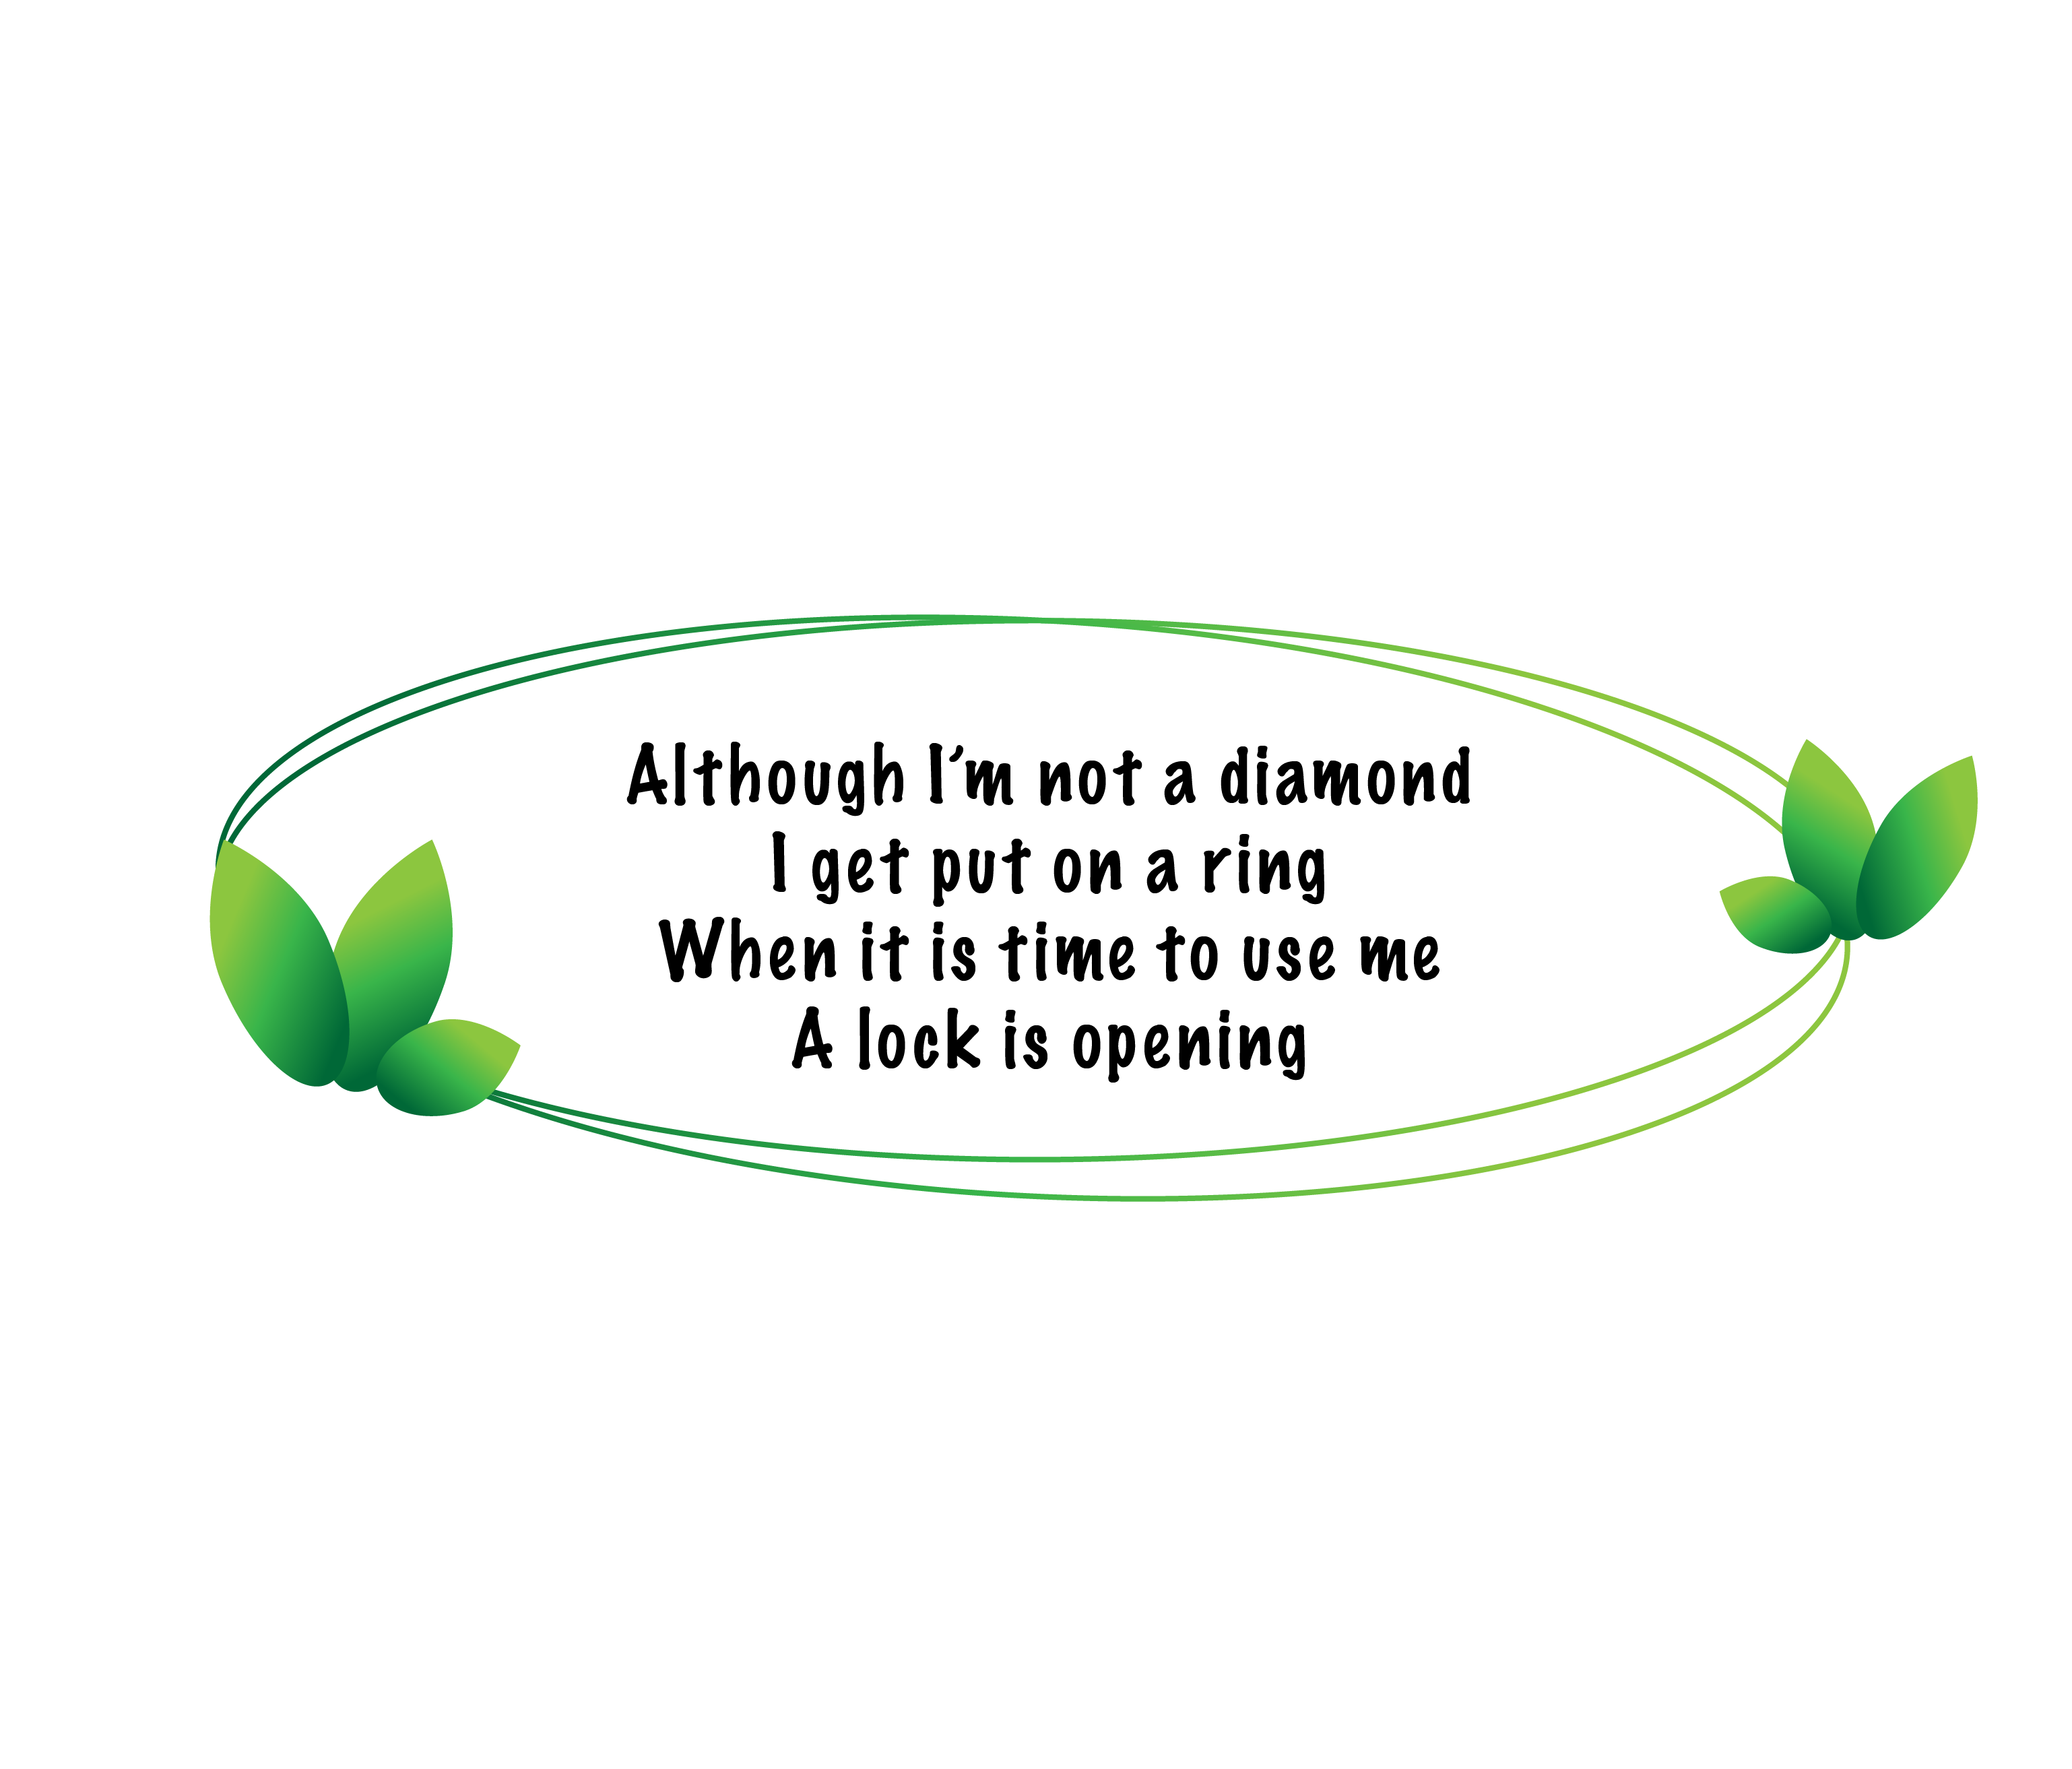 Although I'm not a diamond
I get put on a ring
When it is time to use me
A lock is opening